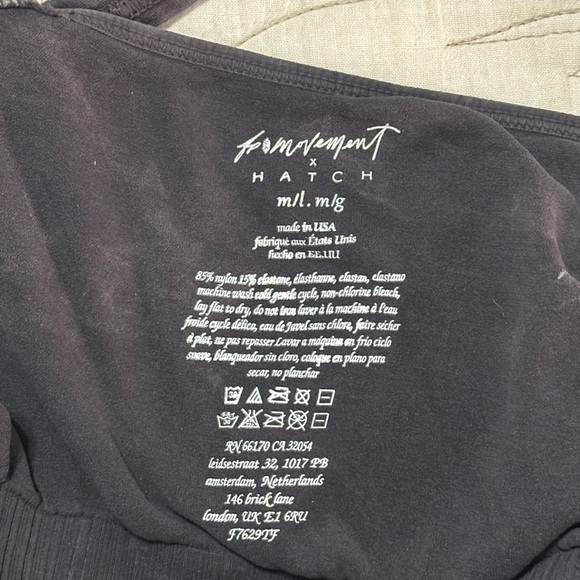 fp movement
x
HATCH
m/l . m/g
made in USA
fabriqué aux États Unis
hecho en EE.UU
85% nylon 15% elastane, élasthanne, elastan, elastano
machine wash cold gentle cycle, non-chlorine bleach,
lay flat to dry, do not iron laver à la machine à l'eau
froide cycle délica, eau de Javel sans chlore, faire sécher
à plat, ne pas repasser Lavar a máquina en frío ciclo
suave, blanqueador sin cloro, coloque en plano para
secar, no planchar
RN 66170 CA 32054
leidsestraat 32, 1017 PB
amsterdam, Netherlands
146 brick lane
london, UK E1 6RU
F7629TF